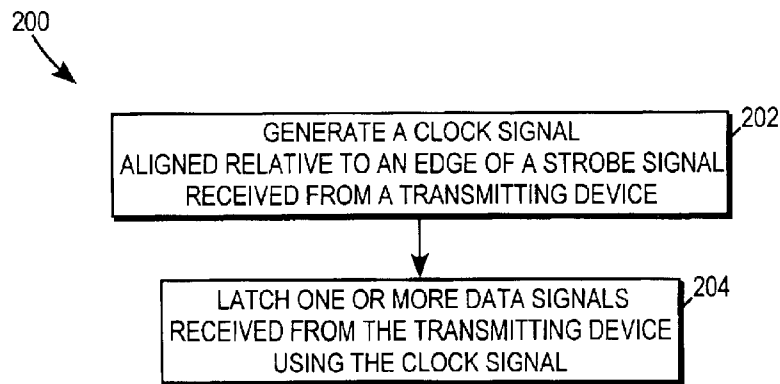 200
202
GENERATE A CLOCK SIGNAL
ALIGNED RELATIVE TO AN EDGE OF A STROBE SIGNAL
RECEIVED FROM A TRANSMITTING DEVICE
204
LATCH ONE OR MORE DATA SIGNALS
RECEIVED FROM THE TRANSMITTING DEVICE
USING THE CLOCK SIGNAL